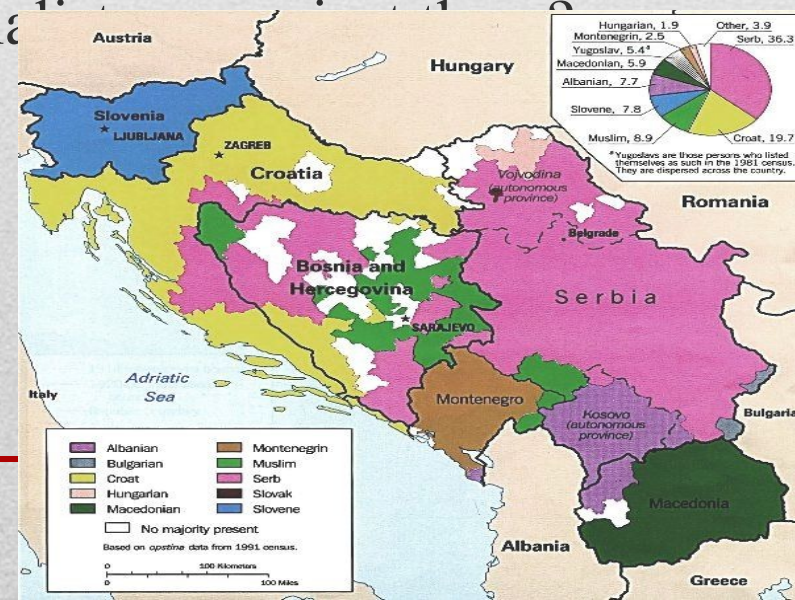 Austria
Hungary
Hungarian, 1.9
Montenegrin, 2.5
Yugoslav, 5.4ª
Macedonian, 5.9
Albanian, 7.7
Slovene, 7.8
Muslim, 8.9
Other, 3.9
Serb, 36.3
Croat, 19.7
ªYugoslavs are those persons who listed
themselves as such in the 1981 census.
They are dispersed across the country.
Slovenia
LJUBLJANA
ZAGREB
Croatia
Vojvodina
(autonomous
province)
Romania
Belgrade
Bosnia and
Hercegovina
Serbia
SARAJEVO
Adriatic
Sea
Italy
Montenegro
Kosovo
(autonomous
province)
Bulgaria
Macedonia
Albania
Greece
Albanian
Bulgarian
Croat
Hungarian
Macedonian
Montenegrin
Muslim
Serb
Slovak
Slovene
No majority present
Based on opstina data from 1991 census.
0 100 Kilometers
0 100 Miles